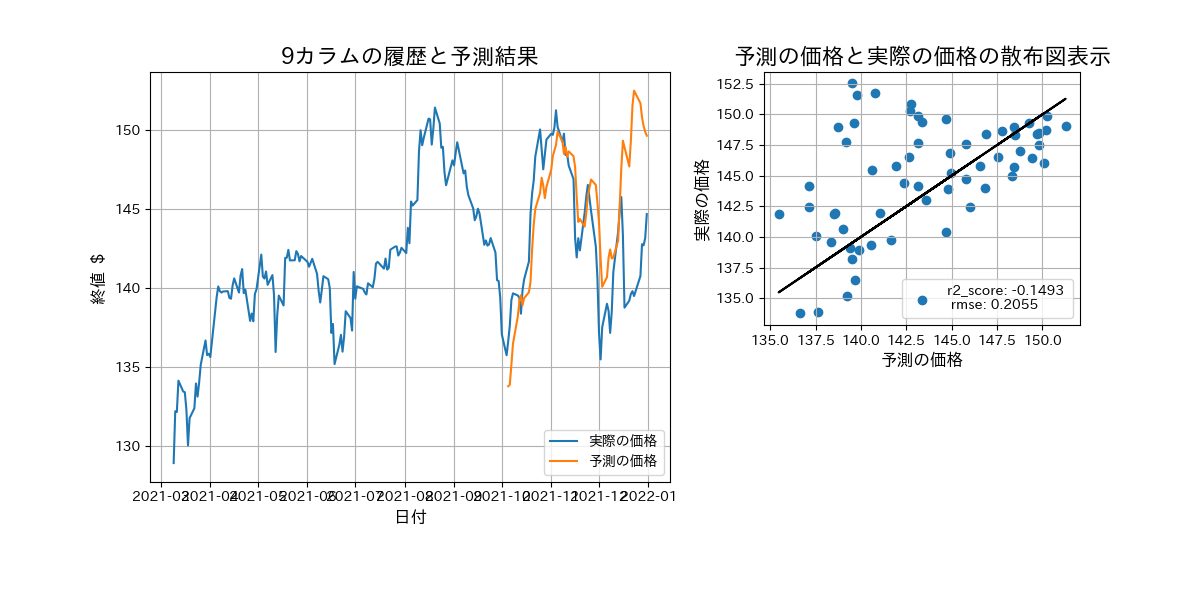 9カラムの履歴と予測結果
150
145
140
135
130
終値 $
2021-03 2021-04 2021-05 2021-06 2021-07 2021-08 2021-09 2021-10 2021-11 2021-12 2022-01
日付
実際の価格
予測の価格
予測の価格と実際の価格の散布図表示
152.5
150.0
147.5
145.0
142.5
140.0
137.5
135.0
実際の価格
135.0 137.5 140.0 142.5 145.0 147.5 150.0
予測の価格
r2_score: -0.1493
rmse: 0.2055